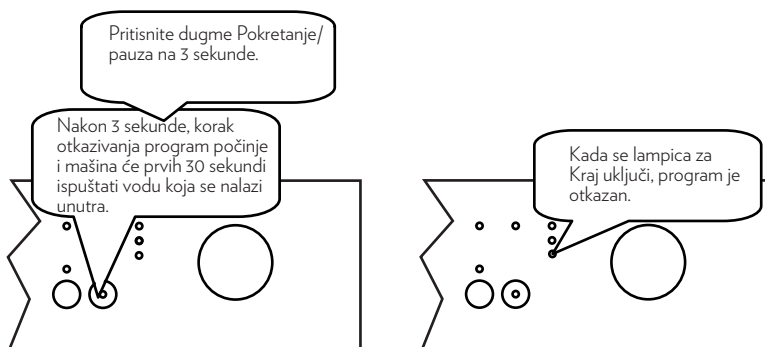 Pritisnite dugme Pokretanje/
pauza na 3 sekunde.
Nakon 3 sekunde, korak
otkazivanja program počinje
i mašina će prvih 30 sekundi
ispuštati vodu koja se nalazi
unutra.
Kada se lampica za
Kraj uključi, program je
otkazan.